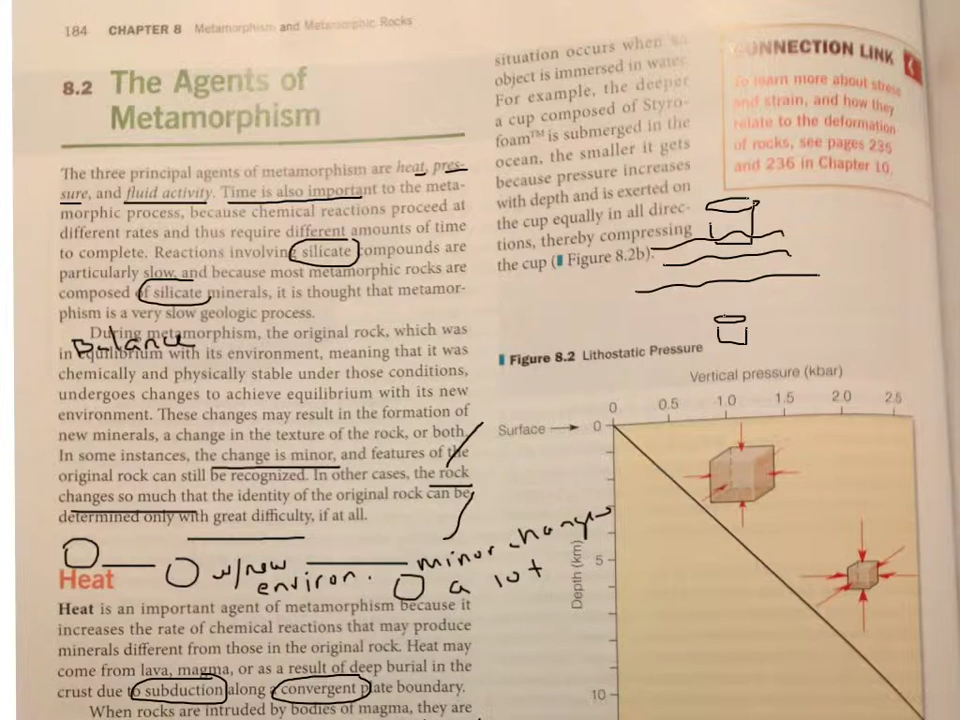 184 CHAPTER 8 Metamorphism and Metamorphic Rocks
8.2 The Agents of
Metamorphism
The three principal agents of metamorphism are heat, pres-
sure, and fluid activity. Time is also important to the meta-
morphic process, because chemical reactions proceed at
different rates and thus require different amounts of time
to complete. Reactions involving silicate compounds are
particularly slow, and because most metamorphic rocks are
composed of silicate minerals, it is thought that metamor-
phism is a very slow geologic process.
During metamorphism, the original rock, which was
Balance
in equilibrium with its environment, meaning that it was
chemically and physically stable under those conditions,
undergoes changes to achieve equilibrium with its new
environment. These changes may result in the formation of
new minerals, a change in the texture of the rock, or both.
In some instances, the change is minor, and features of the
original rock can still be recognized. In other cases, the rock
changes so much that the identity of the original rock can be
determined only with great difficulty, if at all.
w/new
environ.
minor change
a lot
Heat
Heat is an important agent of metamorphism because it
increases the rate of chemical reactions that may produce
minerals different from those in the original rock. Heat may
come from lava, magma, or as a result of deep burial in the
crust due to subduction along a convergent plate boundary.
When rocks are intruded by bodies of magma, they are
situation occurs when an
object is immersed in water.
For example, the deeper
a cup composed of Styro-
foam™ is submerged in the
ocean, the smaller it gets
because pressure increases
with depth and is exerted on
the cup equally in all direc-
tions, thereby compressing
the cup (Figure 8.2b).
CONNECTION LINK
To learn more about stress
and strain, and how they
relate to the deformation
of rocks, see pages 235
and 236 in Chapter 10.
Figure 8.2 Lithostatic Pressure
Vertical pressure (kbar)
0 0.5 1.0 1.5 2.0 2.5
Surface 0
5
Depth (km)
10